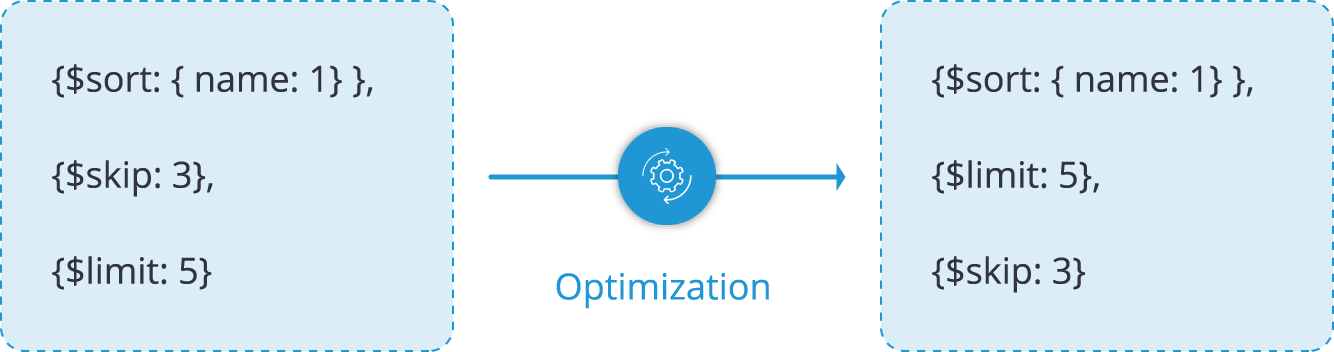 {$sort: { name: 1} },
{$skip: 3},
{$limit: 5}
Optimization
{$sort: { name: 1} },
{$limit: 5},
{$skip: 3}